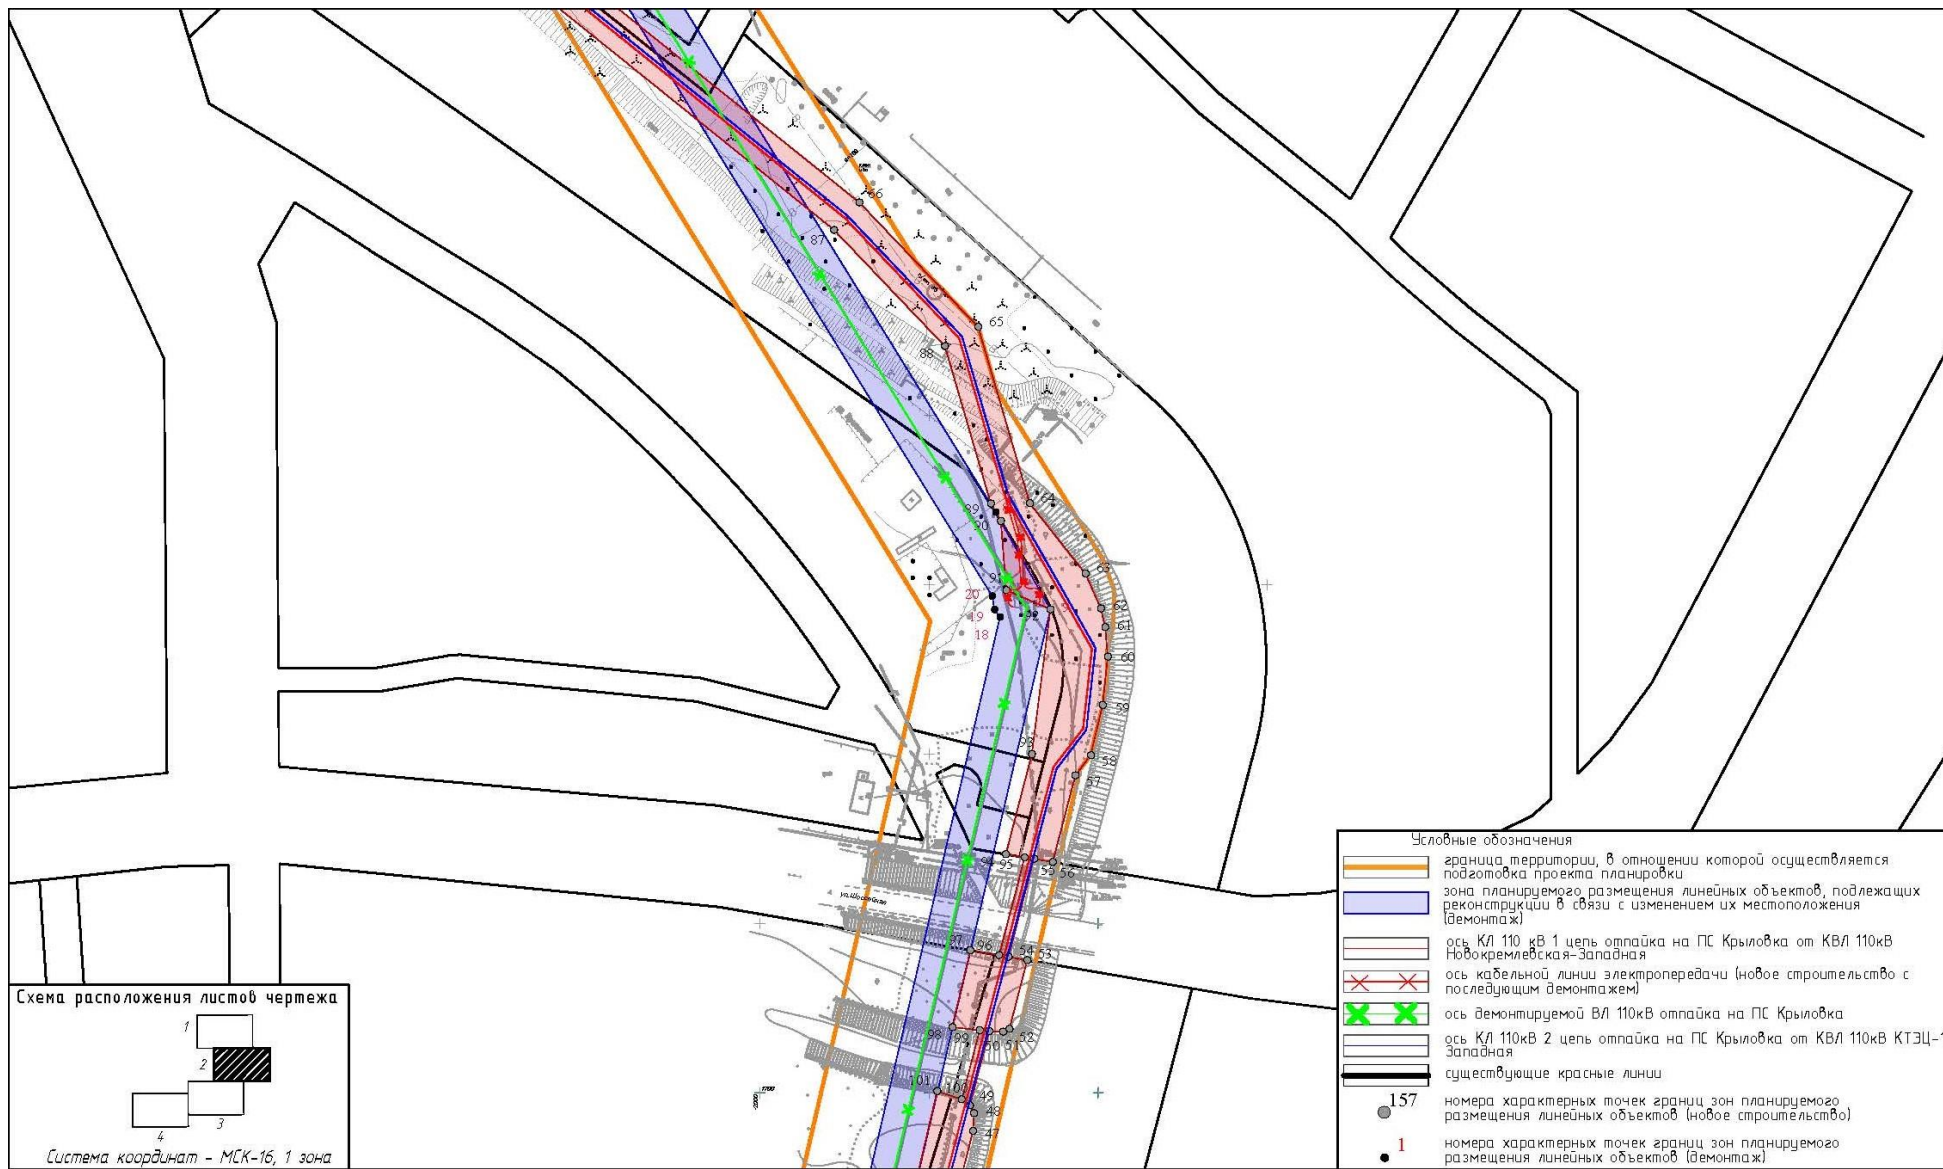 66
87
65
88
64
89
90
63
91
20
62
19
61
18
60
59
93
58
57
94 95
55
56
ул.Шоссейная
97
96
54
53
98
99
50
51
52
101
49
48
47
Условные обозначения
граница территории, в отношении которой осуществляется
подготовка проекта планировки
зона планируемого размещения линейных объектов, подлежащих
реконструкции в связи с изменением их местоположения
(демонтаж)
ось КЛ 110 кВ 1 цепь отпайка на ПС Крыловка от КВЛ 110кВ
Новокремлевская-Западная
ось кабельной линии электропередачи (новое строительство с
последующим демонтажем)
ось демонтируемой ВЛ 110кВ отпайка на ПС Крыловка
ось КЛ 110кВ 2 цепь отпайка на ПС Крыловка от КВЛ 110кВ КТЭЦ-1
Западная
существующие красные линии
157
номера характерных точек границ зон планируемого
размещения линейных объектов (новое строительство)
1
номера характерных точек границ зон планируемого
размещения линейных объектов (демонтаж)
Схема расположения листов чертежа
1
2
3
4
Система координат - МСК-16, 1 зона